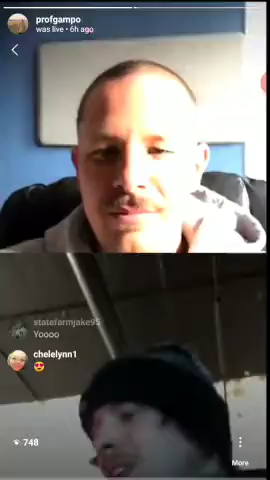 profgampo
was live • 6h ago
statefarmjake95
Yoooo
chelelynn1
😍
748
More